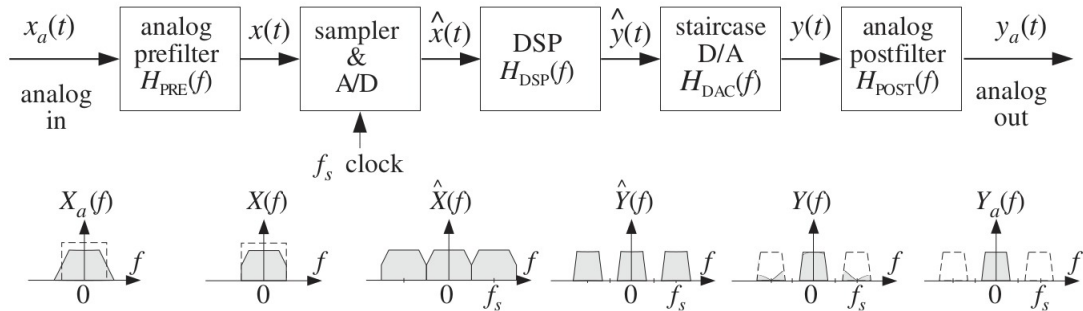 x_a(t)
analog
in
analog
prefilter
H_PRE(f)
x(t)
sampler
&
A/D
f_s clock
x̂(t)
DSP
H_DSP(f)
ŷ(t)
staircase
D/A
H_DAC(f)
y(t)
analog
postfilter
H_POST(f)
y_a(t)
analog
out
X_a(f)
f
0
X(f)
f
0
X̂(f)
f
0
f_s
Ŷ(f)
f
0
f_s
Y(f)
f
0
f_s
Y_a(f)
f
0
f_s